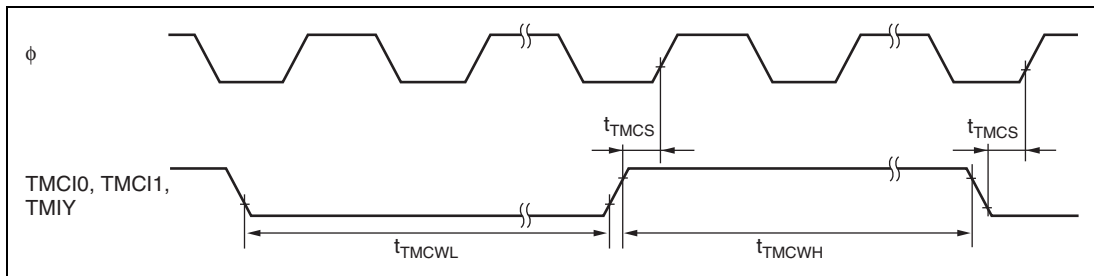 ϕ
tTMCS
tTMCS
TMCI0, TMCI1,
TMIY
tTMCWL
tTMCWH